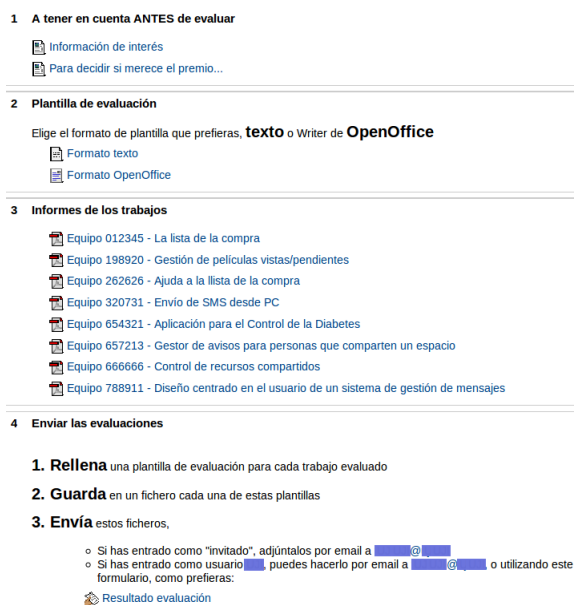 1 A tener en cuenta ANTES de evaluar
Información de interés
Para decidir si merece el premio...
2 Plantilla de evaluación
Elige el formato de plantilla que prefieras, texto o Writer de OpenOffice
Formato texto
Formato OpenOffice
3 Informes de los trabajos
Equipo 012345 - La lista de la compra
Equipo 198920 - Gestión de películas vistas/pendientes
Equipo 262626 - Ajuda a la llista de la compra
Equipo 320731 - Envío de SMS desde PC
Equipo 654321 - Aplicación para el Control de la Diabetes
Equipo 657213 - Gestor de avisos para personas que comparten un espacio
Equipo 666666 - Control de recursos compartidos
Equipo 788911 - Diseño centrado en el usuario de un sistema de gestión de mensajes
4 Enviar las evaluaciones
1. Rellena una plantilla de evaluación para cada trabajo evaluado
2. Guarda en un fichero cada una de estas plantillas
3. Envía estos ficheros,
Si has entrado como "invitado", adjúntalos por email a @
Si has entrado como usuario , puedes hacerlo por email a @ , o utilizando este
formulario, como prefieras:
Resultado evaluación